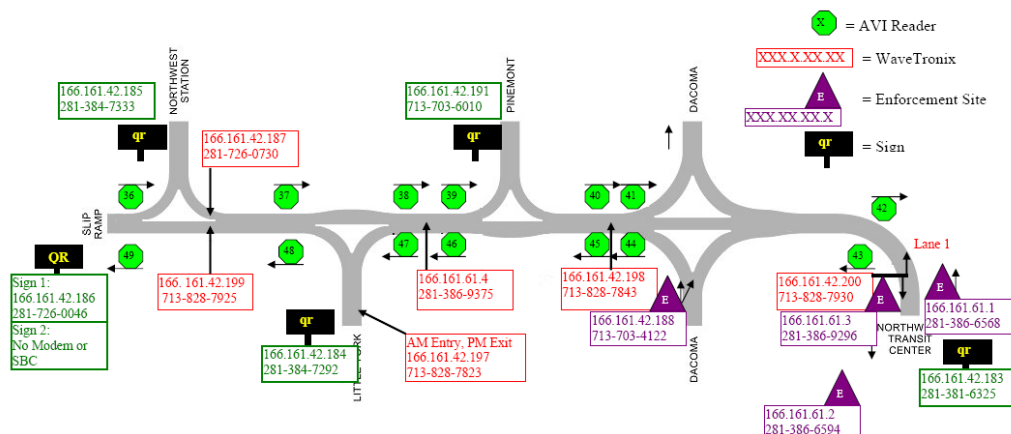 X = AVI Reader
XXX.X.XX.XX = WaveTronix
E = Enforcement Site
XXX.XX.XX.X
qr = Sign
166.161.42.185
281-384-7333
qr
NORTHWEST
STATION
166.161.42.187
281-726-0730
166.161.42.191
713-703-6010
qr
PINEMONT
DACOMA
36
37
38
39
40
41
42
SLIP
RAMP
49
48
47
46
45
44
43
Lane 1
QR
Sign 1:
166.161.42.186
281-726-0046
Sign 2:
No Modem or
SBC
166.161.42.199
713-828-7925
qr
166.161.42.184
281-384-7292
AM Entry, PM Exit
166.161.42.197
713-828-7823
166.161.61.4
281-386-9375
166.161.42.198
713-828-7843
E
166.161.42.188
713-703-4122
DACOMA
166.161.42.200
713-828-7930
E
166.161.61.3
281-386-9296
E
166.161.61.1
281-386-6568
TRANSIT
CENTER
qr
166.161.42.183
281-381-6325
E
166.161.61.2
281-386-6594